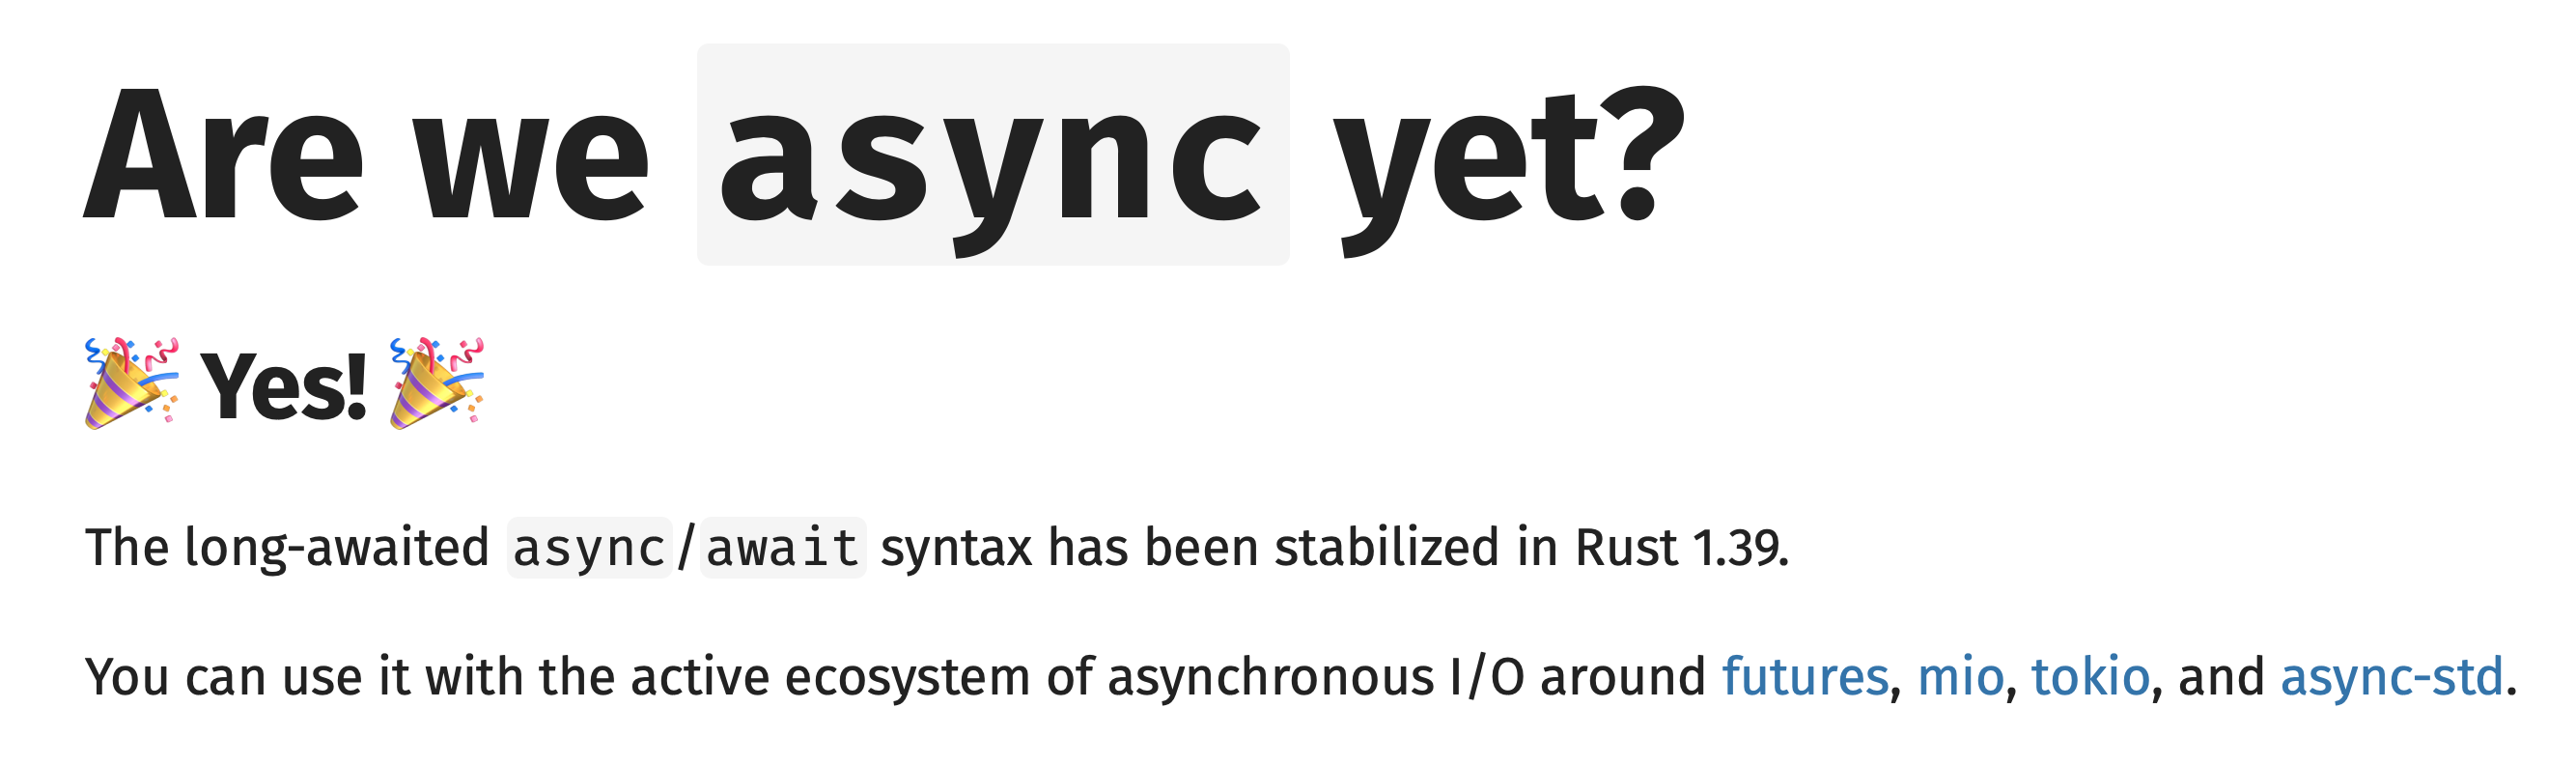 Are we async yet?
🎉 Yes! 🎉
The long-awaited async/await syntax has been stabilized in Rust 1.39.
You can use it with the active ecosystem of asynchronous I/O around futures, mio, tokio, and async-std.